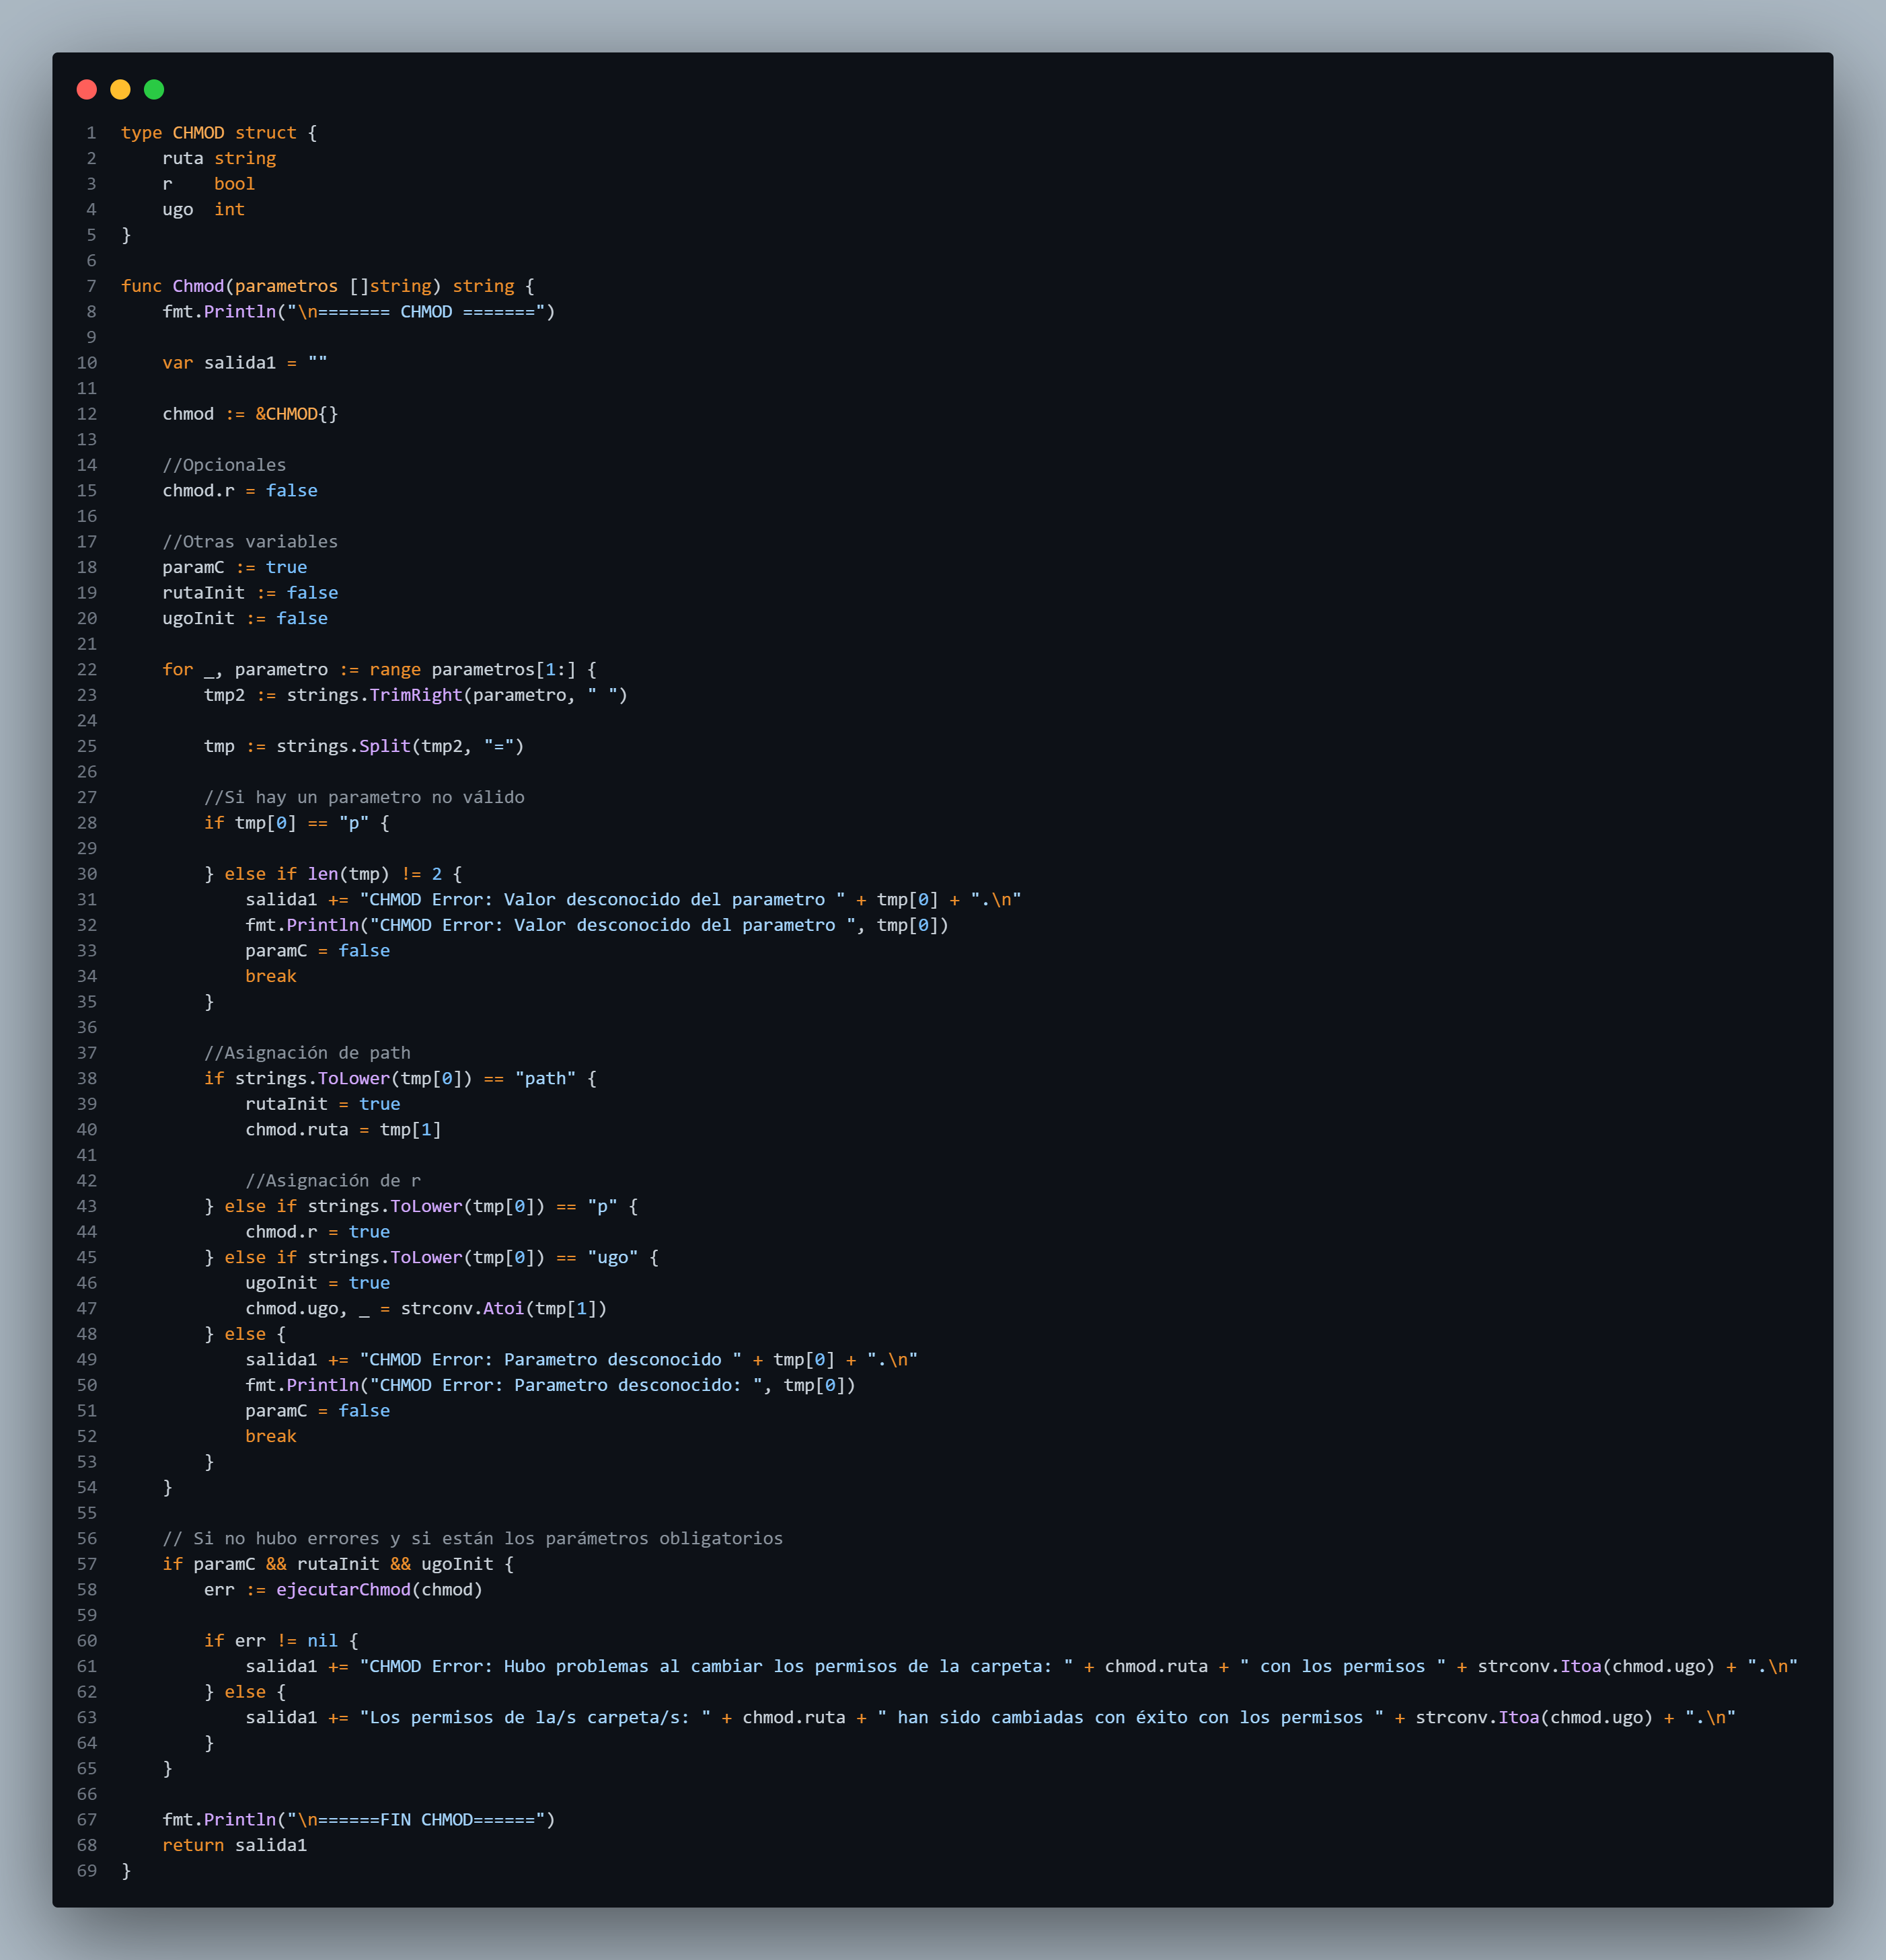 1 type CHMOD struct {
2     ruta string
3     r    bool
4     ugo  int
5 }
6
7 func Chmod(parametros []string) string {
8     fmt.Println("\n======= CHMOD =======")
9
10     var salida1 = ""
11
12     chmod := &CHMOD{}
13
14     //Opcionales
15     chmod.r = false
16
17     //Otras variables
18     paramC := true
19     rutaInit := false
20     ugoInit := false
21
22     for _, parametro := range parametros[1:] {
23         tmp2 := strings.TrimRight(parametro, " ")
24
25         tmp := strings.Split(tmp2, "=")
26
27         //Si hay un parametro no válido
28         if tmp[0] == "p" {
29
30         } else if len(tmp) != 2 {
31             salida1 += "CHMOD Error: Valor desconocido del parametro " + tmp[0] + ".\n"
32             fmt.Println("CHMOD Error: Valor desconocido del parametro ", tmp[0])
33             paramC = false
34             break
35         }
36
37         //Asignación de path
38         if strings.ToLower(tmp[0]) == "path" {
39             rutaInit = true
40             chmod.ruta = tmp[1]
41
42             //Asignación de r
43         } else if strings.ToLower(tmp[0]) == "p" {
44             chmod.r = true
45         } else if strings.ToLower(tmp[0]) == "ugo" {
46             ugoInit = true
47             chmod.ugo, _ = strconv.Atoi(tmp[1])
48         } else {
49             salida1 += "CHMOD Error: Parametro desconocido " + tmp[0] + ".\n"
50             fmt.Println("CHMOD Error: Parametro desconocido: ", tmp[0])
51             paramC = false
52             break
53         }
54     }
55
56     // Si no hubo errores y si están los parámetros obligatorios
57     if paramC && rutaInit && ugoInit {
58         err := ejecutarChmod(chmod)
59
60         if err != nil {
61             salida1 += "CHMOD Error: Hubo problemas al cambiar los permisos de la carpeta: " + chmod.ruta + " con los permisos " + strconv.Itoa(chmod.ugo) + ".\n"
62         } else {
63             salida1 += "Los permisos de la/s carpeta/s: " + chmod.ruta + " han sido cambiadas con éxito con los permisos " + strconv.Itoa(chmod.ugo) + ".\n"
64         }
65     }
66
67     fmt.Println("\n======FIN CHMOD======")
68     return salida1
69 }